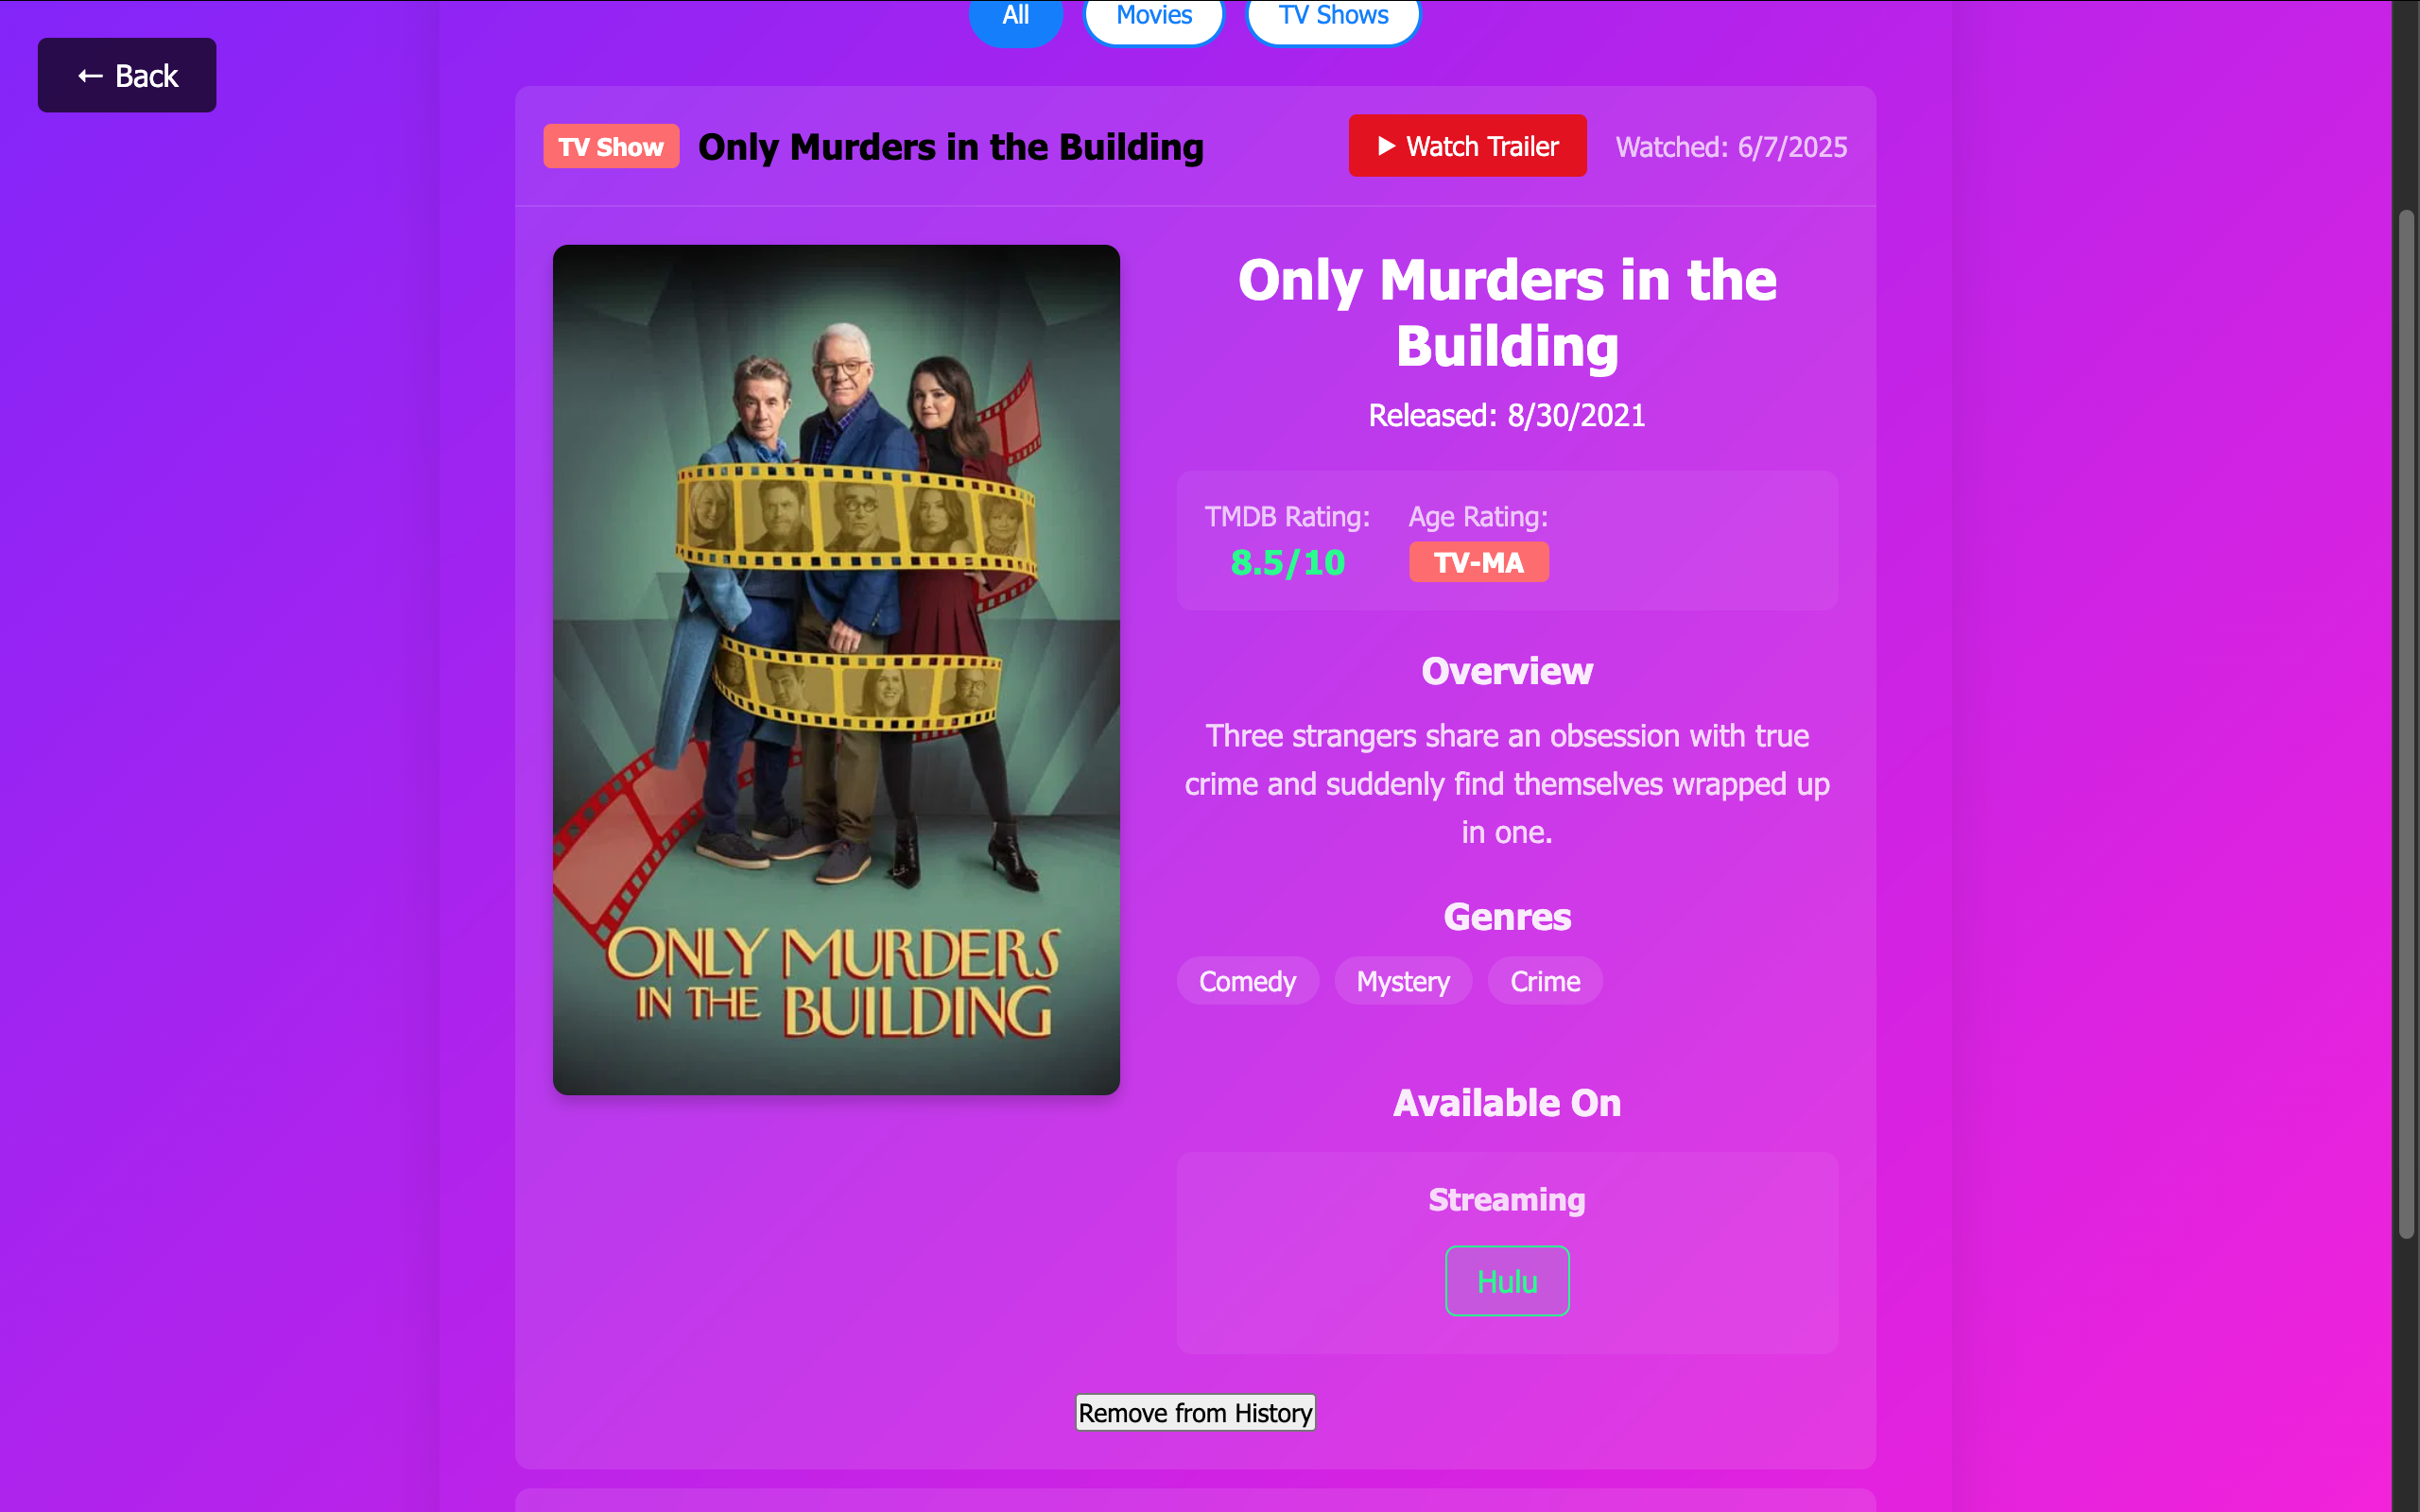 All
Movies
TV Shows
← Back
TV Show
Only Murders in the Building
▶ Watch Trailer
Watched: 6/7/2025
ONLY MURDERS
IN THE BUILDING
Only Murders in the
Building
Released: 8/30/2021
TMDB Rating:
8.5/10
Age Rating:
TV-MA
Overview
Three strangers share an obsession with true
crime and suddenly find themselves wrapped up
in one.
Genres
Comedy
Mystery
Crime
Available On
Streaming
Hulu
Remove from History